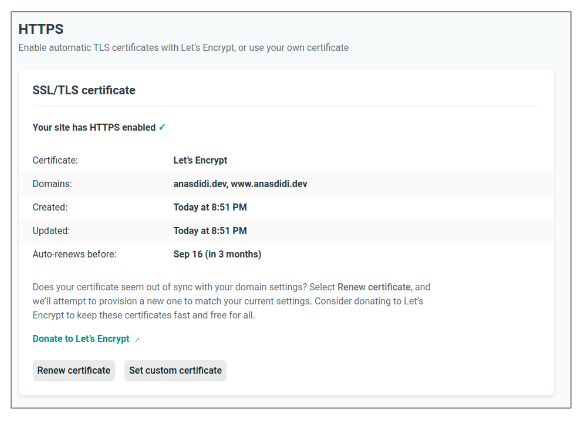 HTTPS
Enable automatic TLS certificates with Let's Encrypt, or use your own certificate
SSL/TLS certificate
Your site has HTTPS enabled ✓
Certificate: Let's Encrypt
Domains: anasdidi.dev, www.anasdidi.dev
Created: Today at 8:51 PM
Updated: Today at 8:51 PM
Auto-renews before: Sep 16 (in 3 months)
Does your certificate seem out of sync with your domain settings? Select Renew certificate, and
we'll attempt to provision a new one to match your current settings. Consider donating to Let's
Encrypt to keep these certificates fast and free for all.
Donate to Let's Encrypt ↗
Renew certificate Set custom certificate